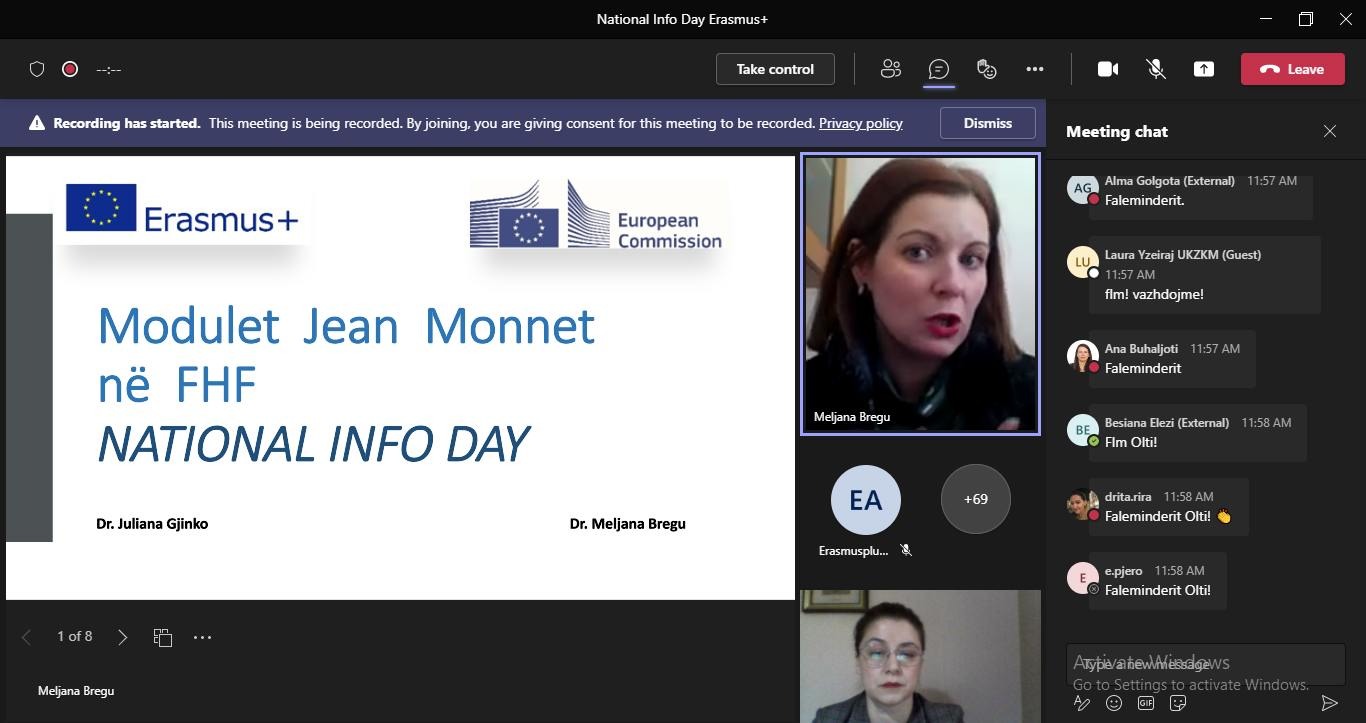 National Info Day Erasmus+
--:--
Take control
Leave
Recording has started. This meeting is being recorded. By joining, you are giving consent for this meeting to be recorded. Privacy policy
Dismiss
Erasmus+
European
Commission
Modulet Jean Monnet
në FHF
NATIONAL INFO DAY
Dr. Juliana Gjinko
Dr. Meljana Bregu
1 of 8
Meljana Bregu
Meljana Bregu
EA
Erasmusplu...
+69
Meeting chat
AG
Alma Golgota (External) 11:57 AM
Faleminderit.
LU
Laura Yzeiraj UKZKM (Guest)
11:57 AM
flm! vazhdojme!
Ana Buhaljoti 11:57 AM
Faleminderit
BE
Besiana Elezi (External) 11:58 AM
Flm Olti!
drita.rira 11:58 AM
Faleminderit Olti! 👏
E
e.pjero 11:58 AM
Faleminderit Olti!
Type a new message
Activate Windows
Go to Settings to activate Windows.
GIF